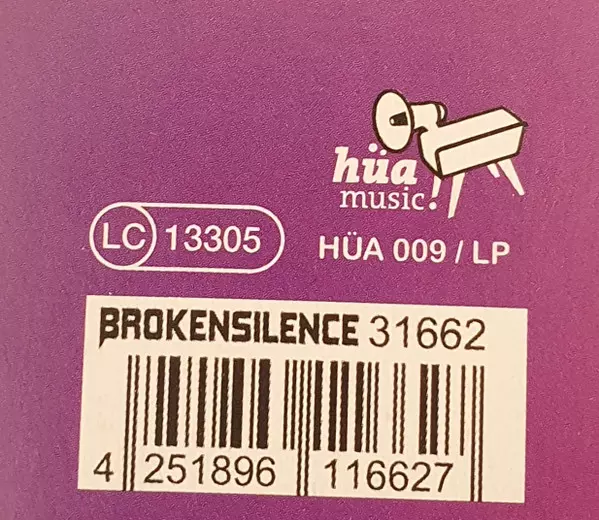 hüa
music!
LC 13305
HÜA 009 / LP
BROKENSILENCE 31662
4 251896 116627